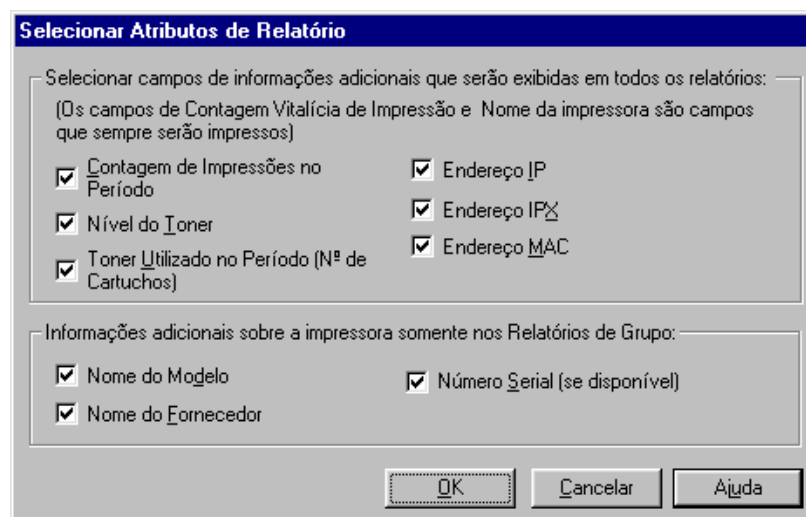 Selecionar Atributos de Relatório
Selecionar campos de informações adicionais que serão exibidas em todos os relatórios:
(Os campos de Contagem Vitalícia de Impressão e Nome da impressora são campos
que sempre serão impressos)
Contagem de Impressões no
Período
Nível do Toner
Toner Utilizado no Período (Nº de
Cartuchos)
Endereço IP
Endereço IPX
Endereço MAC
Informações adicionais sobre a impressora somente nos Relatórios de Grupo:
Nome do Modelo
Nome do Fornecedor
Número Serial (se disponível)
OK
Cancelar
Ajuda